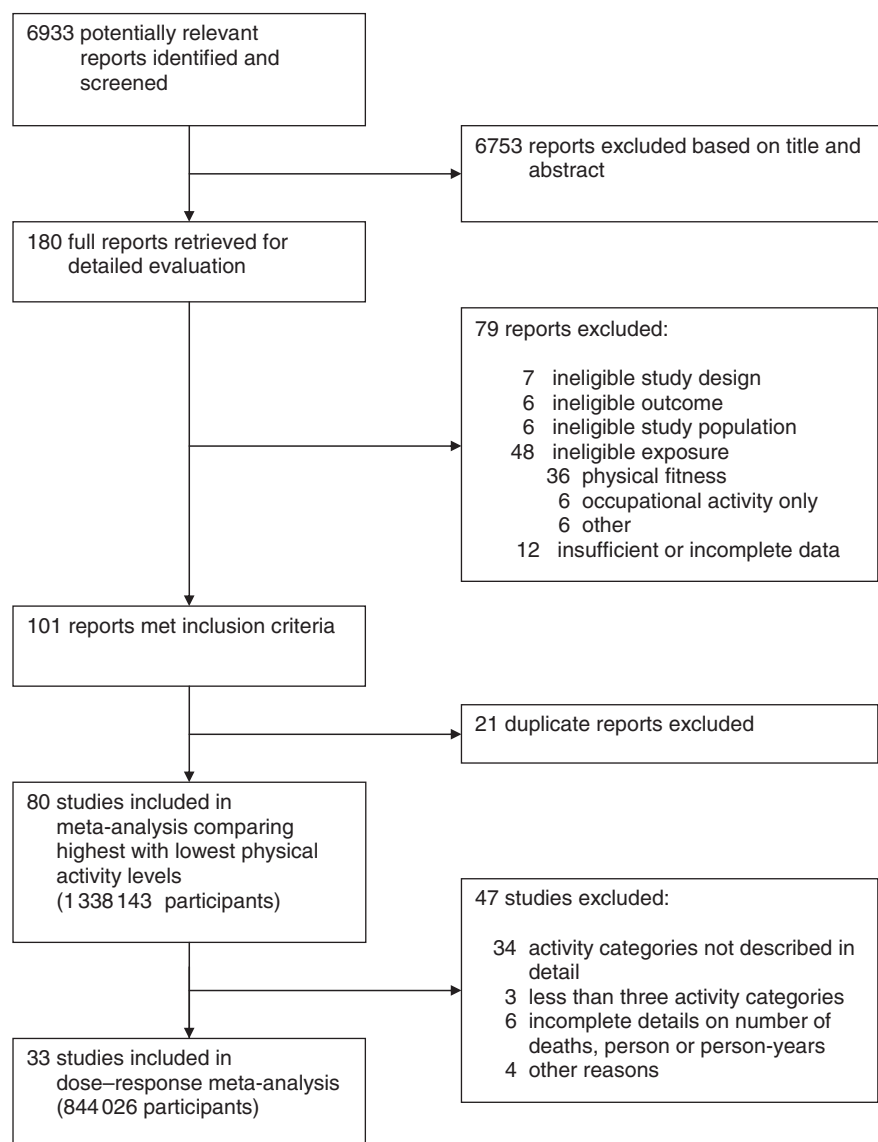 6933 potentially relevant
reports identified and
screened
6753 reports excluded based on title and
abstract
180 full reports retrieved for
detailed evaluation
79 reports excluded:
7 ineligible study design
6 ineligible outcome
6 ineligible study population
48 ineligible exposure
36 physical fitness
6 occupational activity only
6 other
12 insufficient or incomplete data
101 reports met inclusion criteria
21 duplicate reports excluded
80 studies included in
meta-analysis comparing
highest with lowest physical
activity levels
(1 338 143 participants)
47 studies excluded:
34 activity categories not described in
detail
3 less than three activity categories
6 incomplete details on number of
deaths, person or person-years
4 other reasons
33 studies included in
dose–response meta-analysis
(844 026 participants)